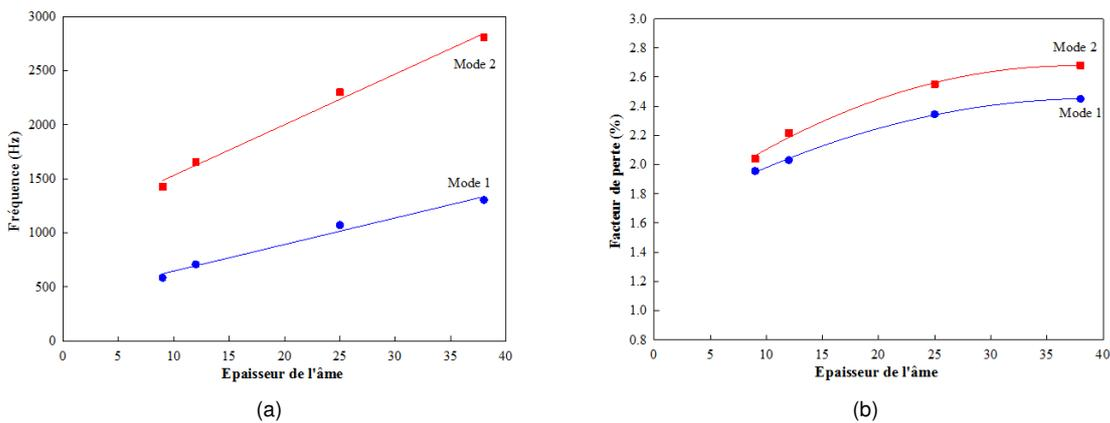 3000
2500
2000
1500
1000
500
0
0 5 10 15 20 25 30 35 40
Fréquence (Hz)
Epaisseur de l'âme
Mode 2
Mode 1
(a)
3.0
2.8
2.6
2.4
2.2
2.0
1.8
1.6
1.4
1.2
1.0
0.8
0 5 10 15 20 25 30 35 40
Facteur de perte (%)
Epaisseur de l'âme
Mode 2
Mode 1
(b)